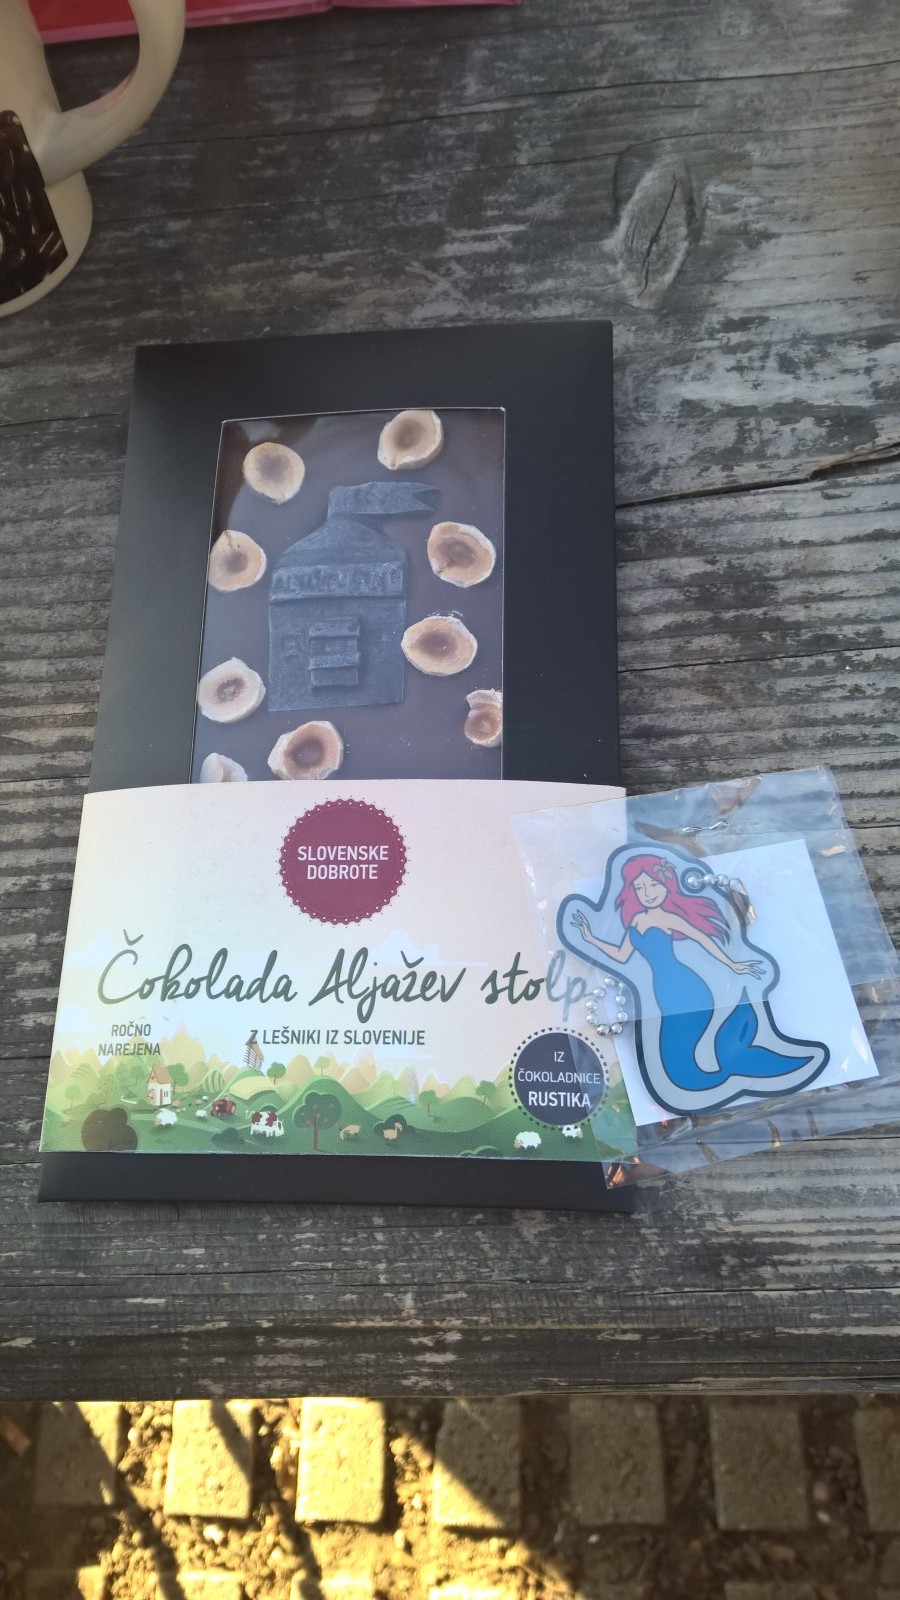 SLOVENSKE
DOBROTE
Čokolada Aljažev stolp
ROČNO
NAREJENA
Z LEŠNIKI IZ SLOVENIJE
IZ
ČOKOLADNICE
RUSTIKA